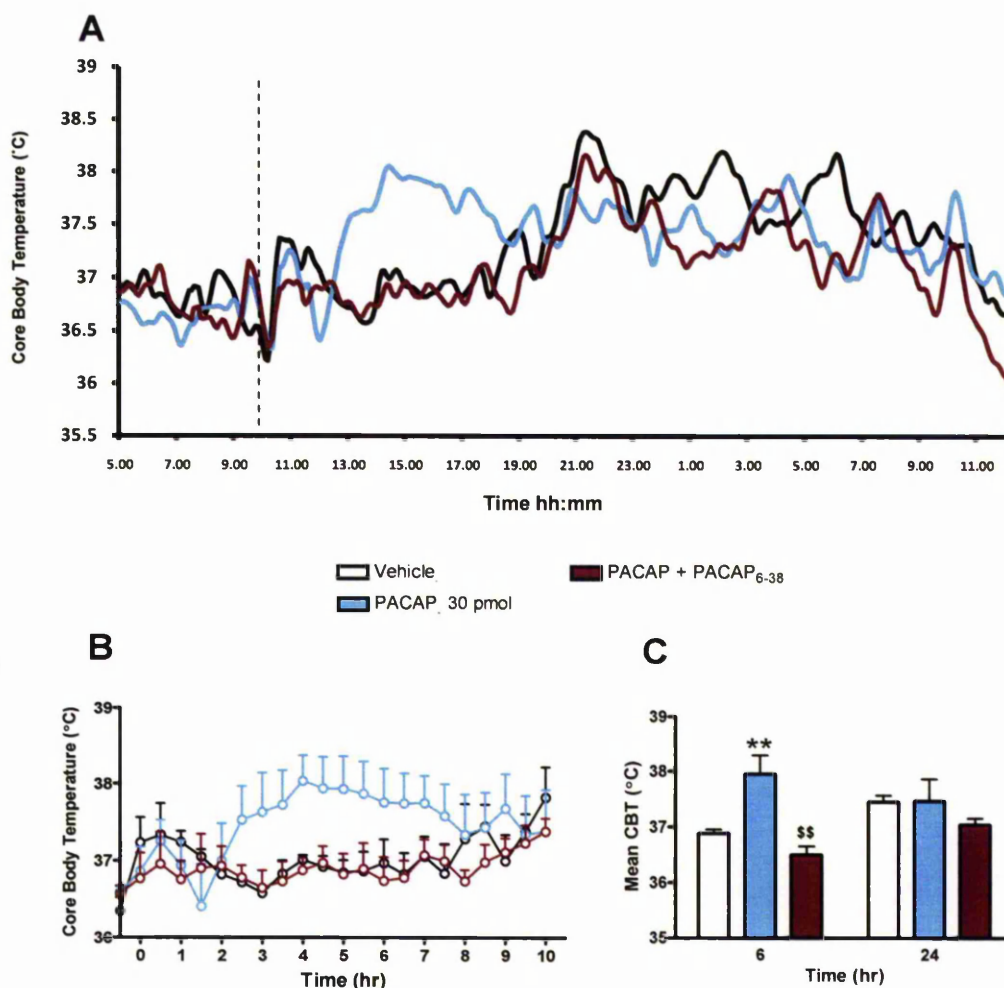 A
39
38.5
38
37.5
37
36.5
36
35.5
Core Body Temperature (°C)
5.00 7.00 9.00 11.00 13.00 15.00 17.00 19.00 21.00 23.00 1.00 3.00 5.00 7.00 9.00 11.00
Time hh:mm
Vehicle
PACAP + PACAP6-38
PACAP 30 pmol
B
39
38
37
36
Core Body Temperature (°C)
0 1 2 3 4 5 6 7 8 9 10
Time (hr)
C
39
38
37
36
35
Mean CBT (°C)
**
$$
6 24
Time (hr)